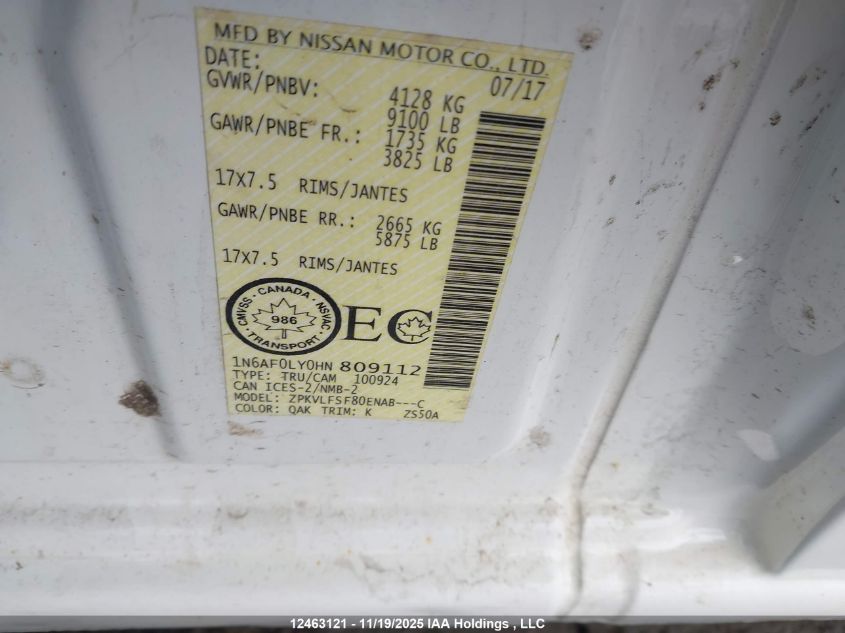 MFD BY NISSAN MOTOR CO., LTD.
DATE: 07/17
GVWR/PNBV: 4128 KG
9100 LB
GAWR/PNBE FR.: 1735 KG
3825 LB
17X7.5 RIMS/JANTES
GAWR/PNBE RR.: 2665 KG
5875 LB
17X7.5 RIMS/JANTES
CMVSS · CANADA · NSVAC
986
TRANSPORT
EC
1N6AF0LY0HN 809112
TYPE: TRU/CAM 100924
CAN ICES-2/NMB-2
MODEL: ZPKVLFSF80ENAB---C
COLOR: QAK TRIM: K ZS50A
12463121 - 11/19/2025 IAA Holdings , LLC